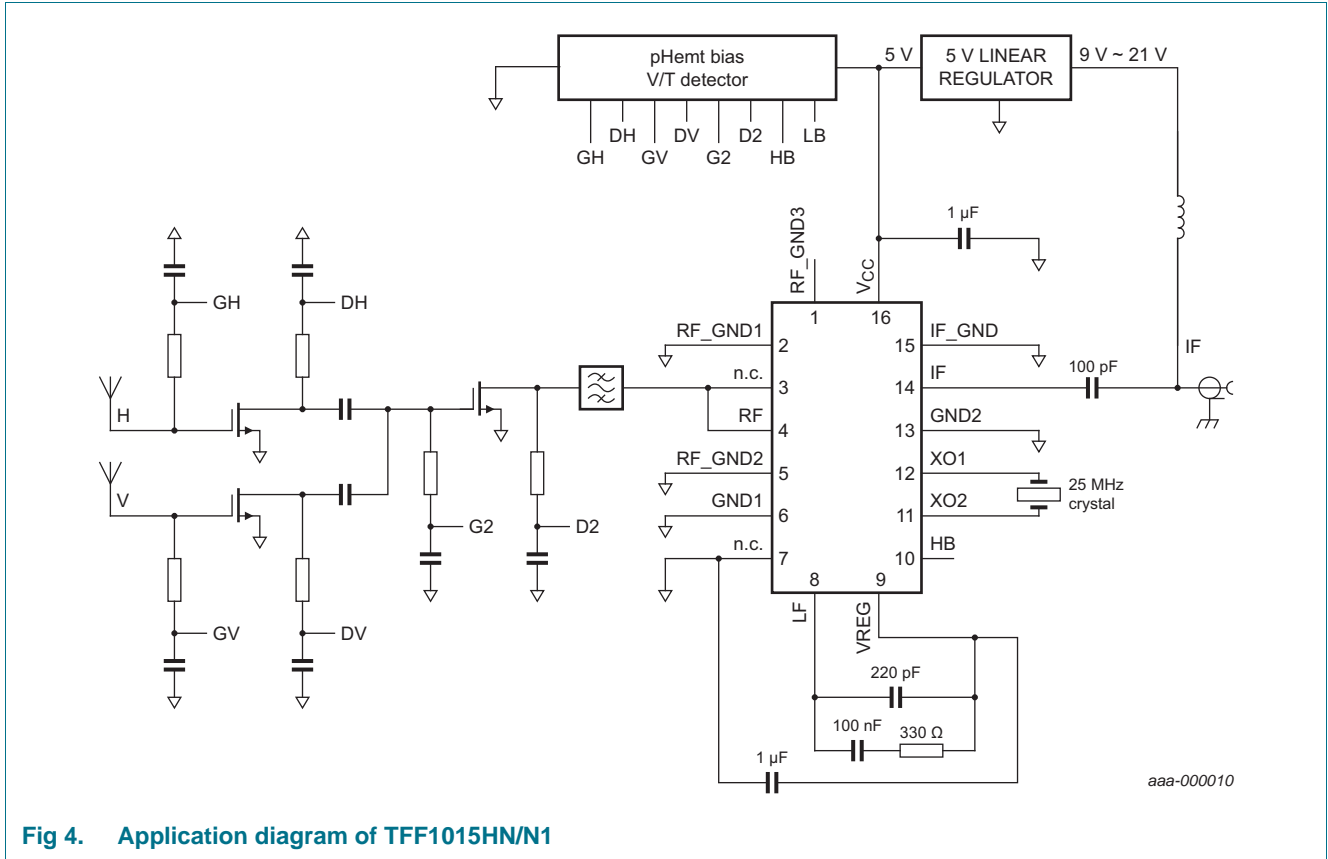 pHemt bias
V/T detector
5 V
5 V LINEAR
REGULATOR
9 V ~ 21 V
GH
DH
GV
DV
G2
D2
HB
LB
RF_GND3
VCC
1 µF
1
16
GH
DH
H
V
GV
DV
G2
D2
RF_GND1
2
n.c.
3
RF
4
RF_GND2
5
GND1
6
n.c.
7
15
IF_GND
14
IF
100 pF
IF
13
GND2
12
XO1
25 MHz
crystal
11
XO2
10
HB
8
9
LF
VREG
220 pF
100 nF
330 Ω
1 µF
aaa-000010
Fig 4. Application diagram of TFF1015HN/N1